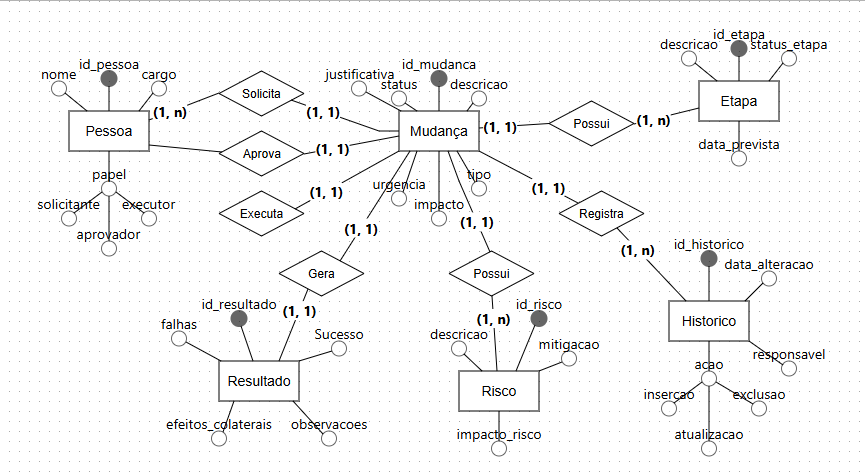 id_etapa
descricao
status_etapa
id_pessoa
id_mudanca
nome
cargo
justificativa
status
descricao
Solicita
Etapa
(1, n)
(1, 1)
Possui
(1, n)
Pessoa
Mudança
(1, 1)
Aprova
(1, 1)
data_prevista
papel
urgencia
tipo
(1, 1)
(1, 1)
solicitante
executor
impacto
Executa
Registra
aprovador
(1, 1)
(1, 1)
id_historico
(1, n)
data_alteracao
Gera
Possui
id_resultado
(1, 1)
id_risco
(1, n)
falhas
Sucesso
descricao
mitigacao
Historico
responsavel
acao
Resultado
Risco
insercao
exclusao
efeitos_colaterais
observacoes
impacto_risco
atualizacao